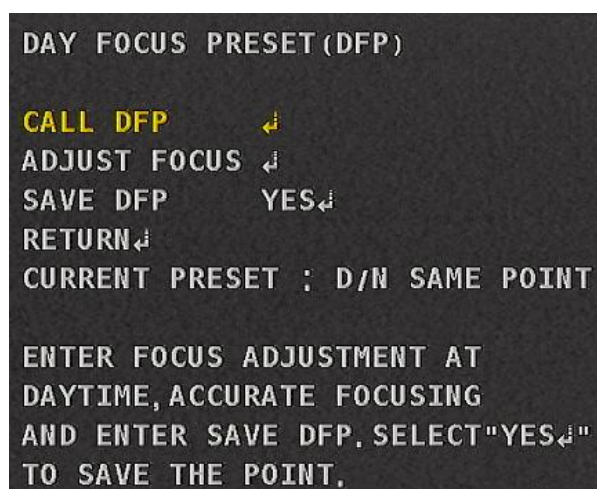 DAY FOCUS PRESET(DFP)
CALL DFP ↲
ADJUST FOCUS ↲
SAVE DFP YES↲
RETURN↲
CURRENT PRESET : D/N SAME POINT
ENTER FOCUS ADJUSTMENT AT
DAYTIME,ACCURATE FOCUSING
AND ENTER SAVE DFP.SELECT"YES↲"
TO SAVE THE POINT.